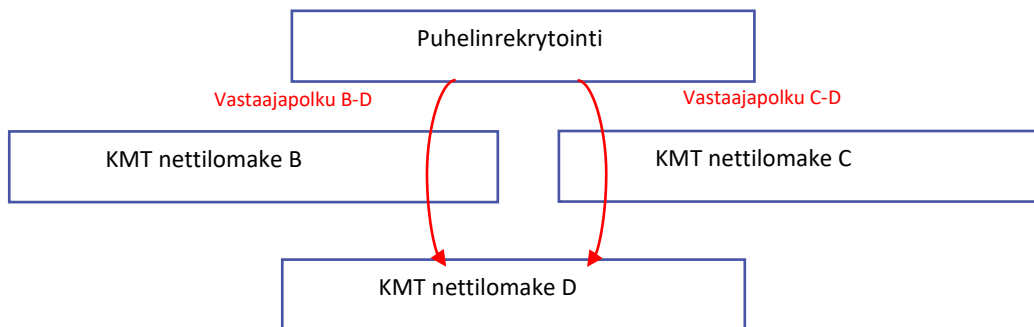 Puhelinrekrytointi
Vastaajapolku B-D
Vastaajapolku C-D
KMT nettilomake B
KMT nettilomake C
KMT nettilomake D